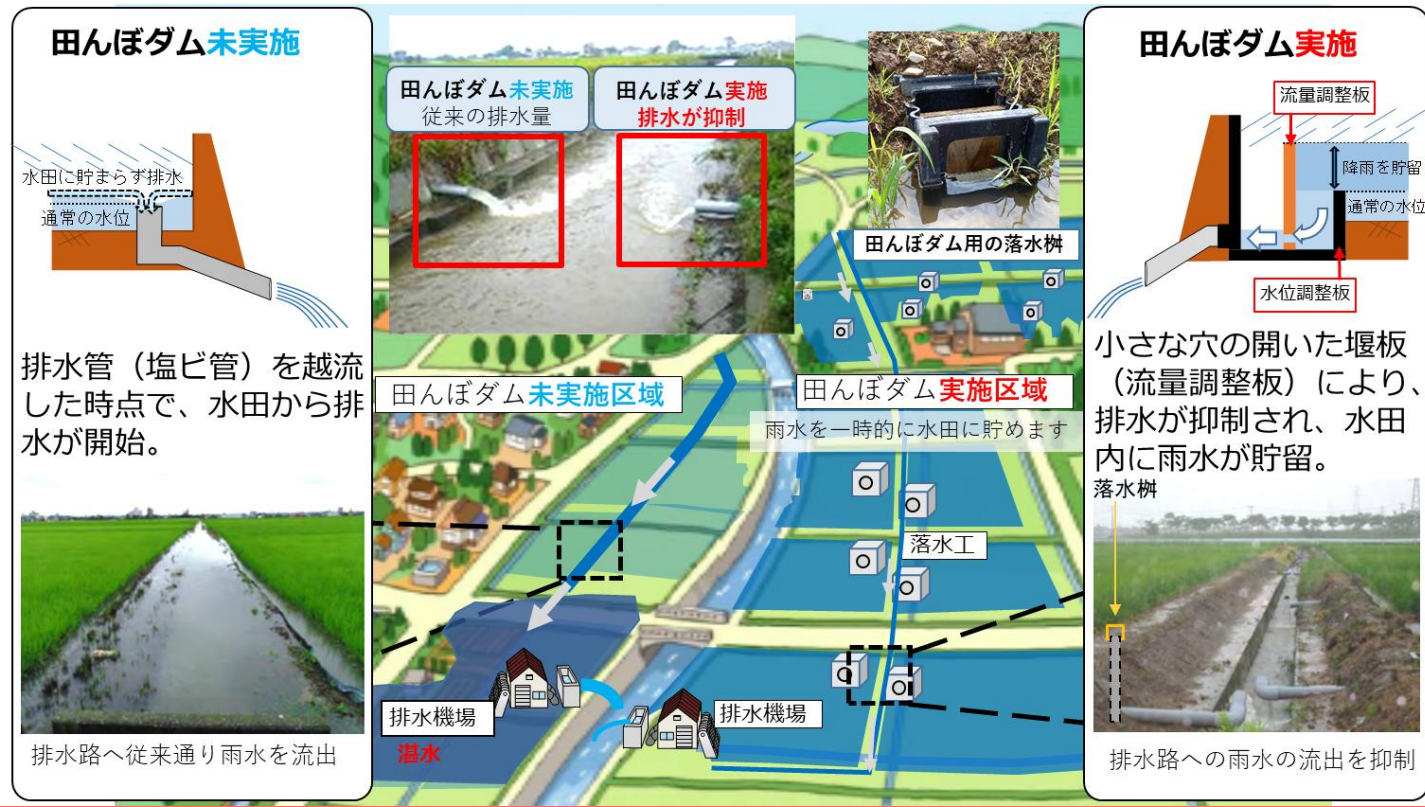 田んぼダム未実施
水田に貯まらず排水
通常の水位
排水管（塩ビ管）を越流
した時点で、水田から排
水が開始。
排水路へ従来通り雨水を流出
田んぼダム未実施
従来の排水量
田んぼダム実施
排水が抑制
田んぼダム用の落水桝
田んぼダム未実施区域
田んぼダム実施区域
雨水を一時的に水田に貯めます
落水工
排水機場
湛水
排水機場
田んぼダム実施
流量調整板
降雨を貯留
通常の水位
水位調整板
小さな穴の開いた堰板
（流量調整板）により、
排水が抑制され、水田
内に雨水が貯留。
落水桝
排水路への雨水の流出を抑制